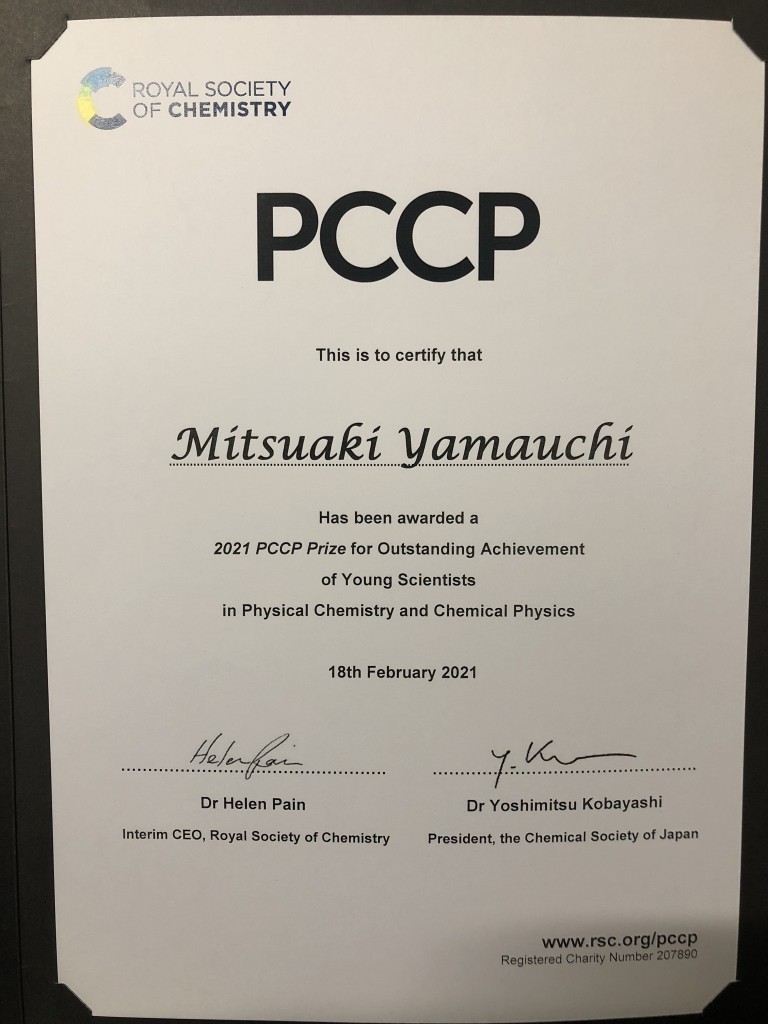 ROYAL SOCIETY
OF CHEMISTRY
PCCP
This is to certify that
Mitsuaki Yamauchi
Has been awarded a
2021 PCCP Prize for Outstanding Achievement
of Young Scientists
in Physical Chemistry and Chemical Physics
18th February 2021
Helen Pain
Y. K
Dr Helen Pain
Dr Yoshimitsu Kobayashi
Interim CEO, Royal Society of Chemistry
President, the Chemical Society of Japan
www.rsc.org/pccp
Registered Charity Number 207890